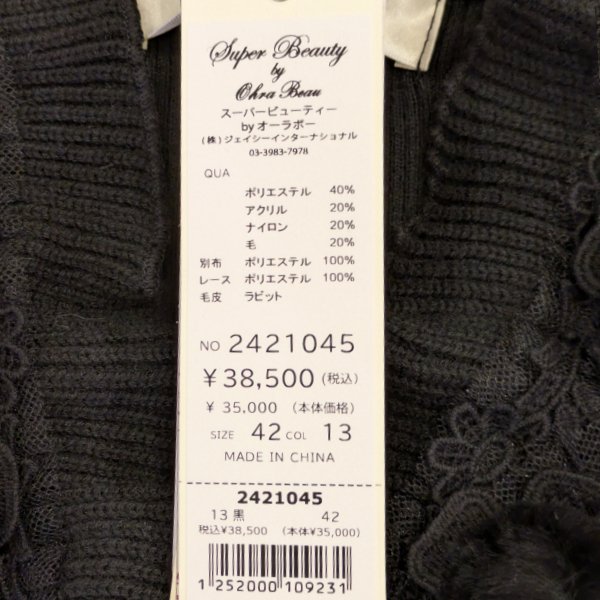 Super Beauty
by
Ohra Beau
スーパービューティー
by オーラボー
(株)ジェイシーインターナショナル
03-3983-7978
QUA
ポリエステル 40%
アクリル 20%
ナイロン 20%
毛 20%
別布 ポリエステル 100%
レース ポリエステル 100%
毛皮 ラビット
NO 2421045
¥38,500(税込)
¥ 35,000 (本体価格)
SIZE 42 COL 13
MADE IN CHINA
2421045
13 黒 42
税込¥38,500 (本体¥35,000)
1 252000 109231